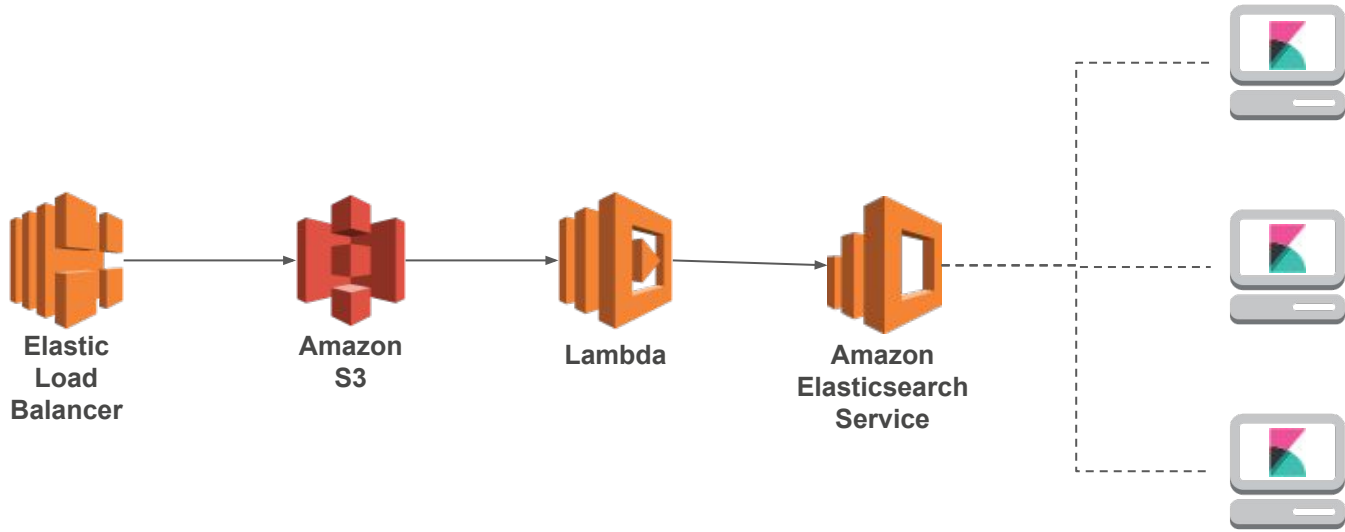 Elastic
Load
Balancer
Amazon
S3
Lambda
Amazon
Elasticsearch
Service